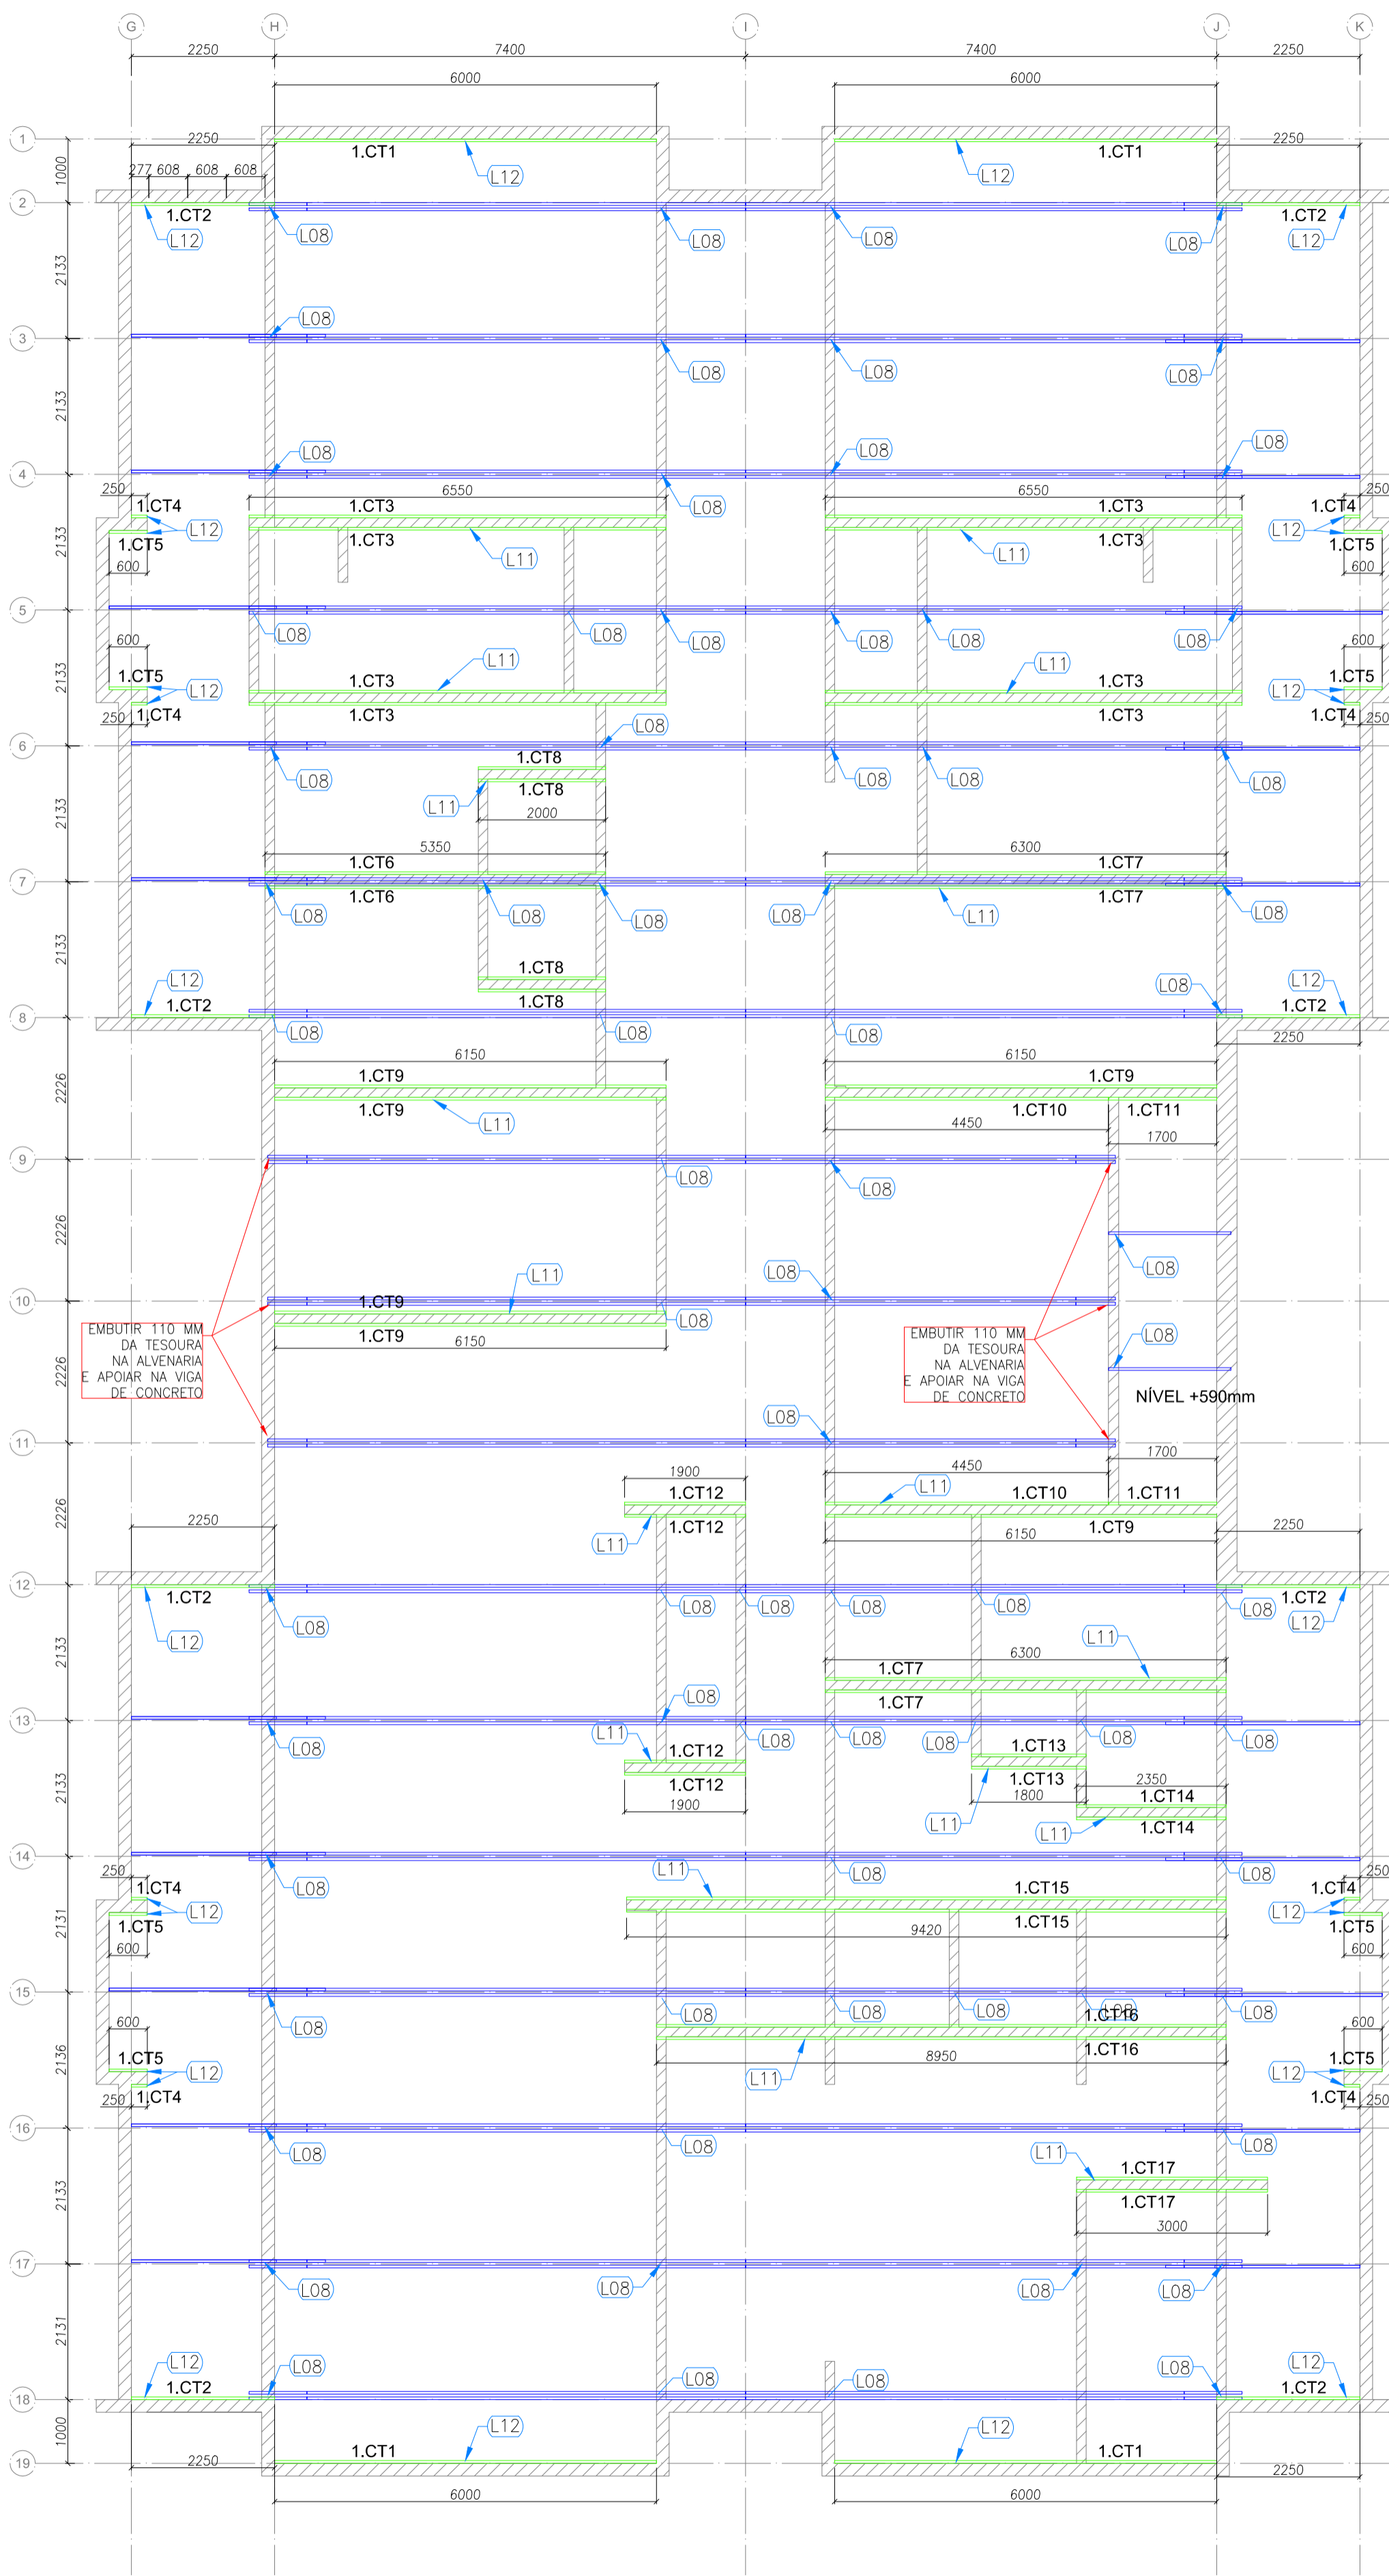 G H I J K
2250 7400 7400 2250
6000 6000
1
2250 2250
1.CT1 1.CT1
1000
277 608 608 608
L12 L12
2
1.CT2 1.CT2
L12 L08 L08 L08 L08 L12
2133
L08
3
L08 L08 L08
2133
L08 L08 L08
4
L08
250 1.CT4 6550 1.CT3 6550 1.CT3 1.CT4 250
L12 L12
1.CT5 1.CT3 1.CT3 1.CT5
L11 L11
600 600
2133
5
L08 L08 L08 L08 L08 L08
600 600
2133
L11 L11
1.CT5 1.CT3 1.CT3 1.CT5
L12 L12
1.CT4 1.CT3 1.CT3 1.CT4
250 250
L08
6
1.CT8
L08 L08 L08 L08
1.CT8
L11
2000
2133
5350 6300
1.CT6 1.CT7
7
1.CT6 1.CT7
L08 L08 L08 L08 L11 L08
2133
1.CT8
L12 L08 L12
1.CT2 1.CT8 1.CT2
8
L08 L08 L08
2250
6150 6150
1.CT9 1.CT9
2226
1.CT9 1.CT10 1.CT11
L11 4450 1700
9
L08 L08
2226
L08
L08 L11
10
1.CT9
L08
1.CT9
6150
EMBUTIR 110 MM
DA TESOURA
NA ALVENARIA
E APOIAR NA VIGA
DE CONCRETO
EMBUTIR 110 MM
DA TESOURA
NA ALVENARIA
E APOIAR NA VIGA
DE CONCRETO
L08
2226
NÍVEL +590mm
L08
11
1700
1900 4450
1.CT12 L11 1.CT10 1.CT11
2226
1.CT12 1.CT9
L11 6150
2250 2250
12
1.CT2 1.CT2
L12 L08 L08 L08 L08 L08 L08 L12
2133
L11
6300
1.CT7
1.CT7
L08
13
L08 L11 L08 L08 L08 L08 L08
1.CT12 1.CT13
1.CT12 1.CT13
1900 1800 2350
2133
1.CT14
L11 L11 1.CT14
14
L08 L11 L08 L08
250 1.CT4 1.CT15 1.CT4 250
L12 L12
1.CT5 1.CT15 1.CT5
600 9420 600
2131
15
L08 L08 L08 L08 L08 L08
600 1.CT16 600
2136
1.CT5 1.CT16 1.CT5
L12 8950 L12
1.CT4 L11 1.CT4
250 250
16
L08 L08 L08
L11 1.CT17
1.CT17
3000
2133
17
L08 L08 L08 L08
2131
L12 L08 L08 L12
1.CT2 L08 L08 1.CT2
18
1000
L12 L12
1.CT1 1.CT1
19
2250 2250
6000 6000